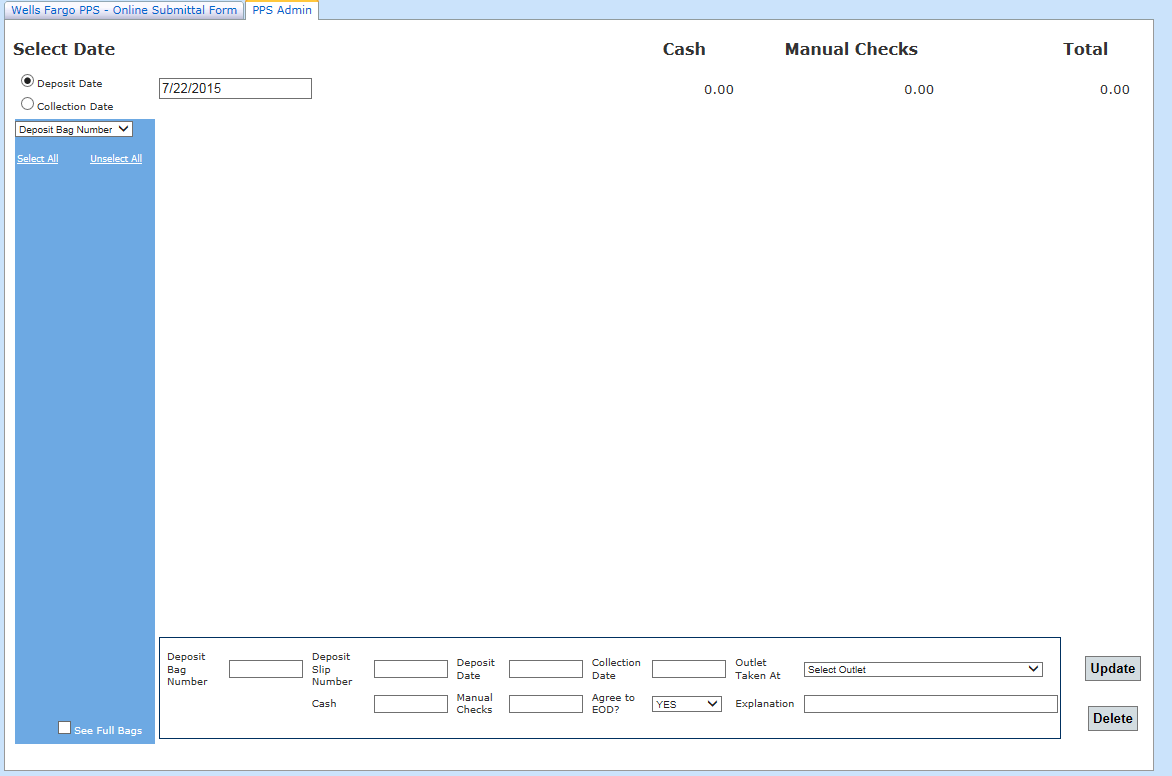 Wells Fargo PPS - Online Submittal Form PPS Admin
Select Date Cash Manual Checks Total
Deposit Date 7/22/2015 0.00 0.00 0.00
Collection Date
Deposit Bag Number
Select All Unselect All
Deposit Bag Number
Deposit Slip Number
Deposit Date
Collection Date
Outlet Taken At
Select Outlet
Update
Cash
Manual Checks
Agree to EOD?
YES
Explanation
Delete
See Full Bags